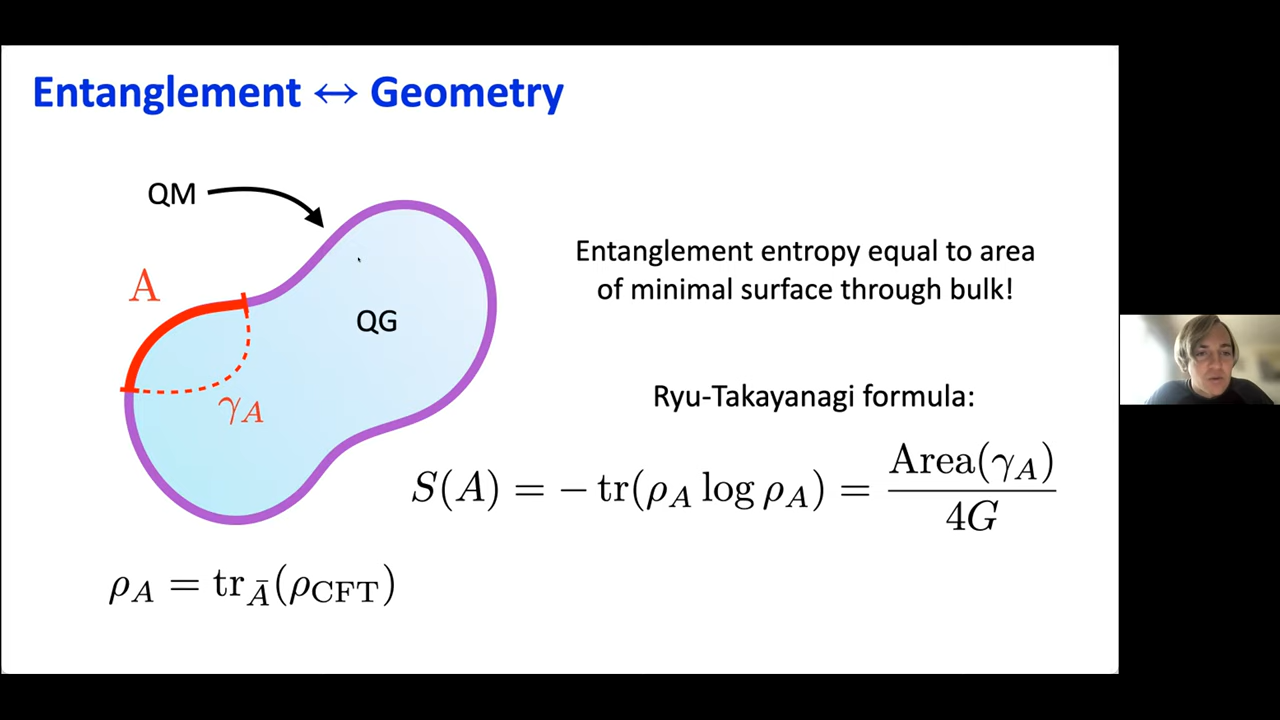 Entanglement ↔ Geometry
QM
A
QG
γ_A
Entanglement entropy equal to area
of minimal surface through bulk!
Ryu-Takayanagi formula:
S(A) = − tr(ρ_A log ρ_A) = Area(γ_A) / 4G
ρ_A = tr_Ā(ρ_CFT)